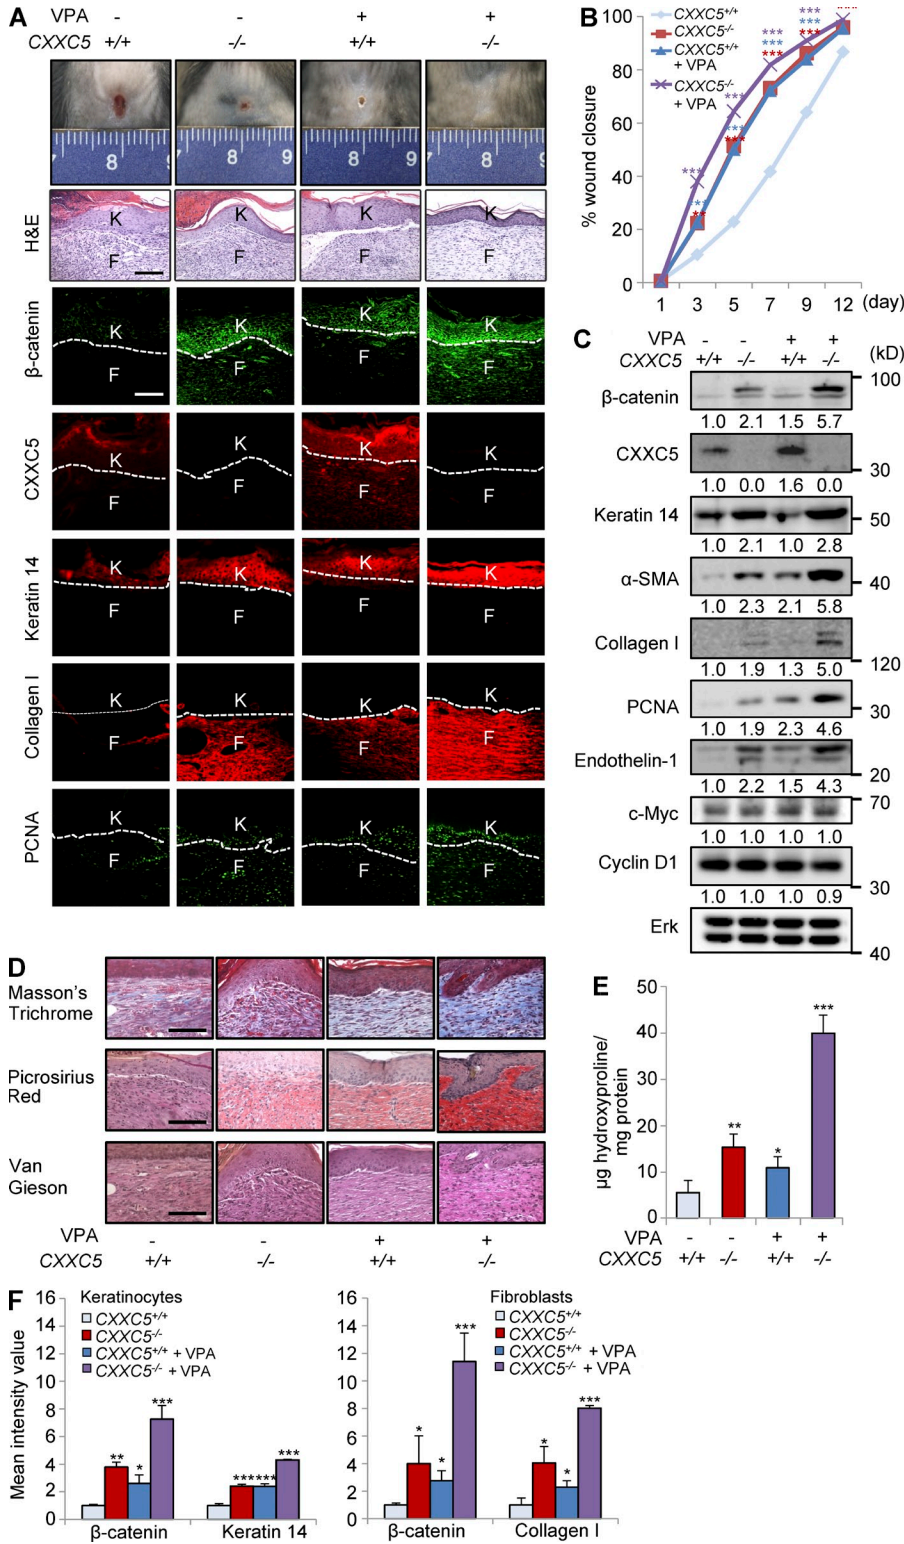 A
VPA - - + +
CXXC5 +/+ -/- +/+ -/-
8 8 9 8 8 9
H&E K F K F K F K F
β-catenin K F K F K F K F
CXXC5 K F K F K F K F
Keratin 14 K F K F K F K F
Collagen I K F K F K F K F
PCNA K F K F K F K F
B
% wound closure
100
80
60
40
20
0
1 3 5 7 9 12 (day)
CXXC5+/+
CXXC5-/-
CXXC5+/+
+ VPA
CXXC5-/-
+ VPA
*** *** *** *** ***
*** *** *** *** ***
** *** *** ***
C
VPA - - + + (kD)
CXXC5 +/+ -/- +/+ -/-
β-catenin 100
1.0 2.1 1.5 5.7
CXXC5 30
1.0 0.0 1.6 0.0
Keratin 14 50
1.0 2.1 1.0 2.8
α-SMA 40
1.0 2.3 2.1 5.8
Collagen I 120
1.0 1.9 1.3 5.0
PCNA 30
1.0 1.9 2.3 4.6
Endothelin-1 20
1.0 2.2 1.5 4.3
c-Myc 70
1.0 1.0 1.0 1.0
Cyclin D1 30
1.0 1.0 1.0 0.9
Erk 40
D
Masson's
Trichrome
Picrosirius
Red
Van
Gieson
VPA - - + +
CXXC5 +/+ -/- +/+ -/-
E
µg hydroxyproline/
mg protein
50
40
30
20
10
0
** * ***
VPA - - + +
CXXC5 +/+ -/- +/+ -/-
F
Mean intensity value
16
14
12
10
8
6
4
2
0
Keratinocytes
CXXC5+/+
CXXC5-/-
CXXC5+/+ + VPA
CXXC5-/- + VPA
** * *** *** *** ***
β-catenin Keratin 14
16
14
12
10
8
6
4
2
0
Fibroblasts
CXXC5+/+
CXXC5-/-
CXXC5+/+ + VPA
CXXC5-/- + VPA
* * *** * * ***
β-catenin Collagen I